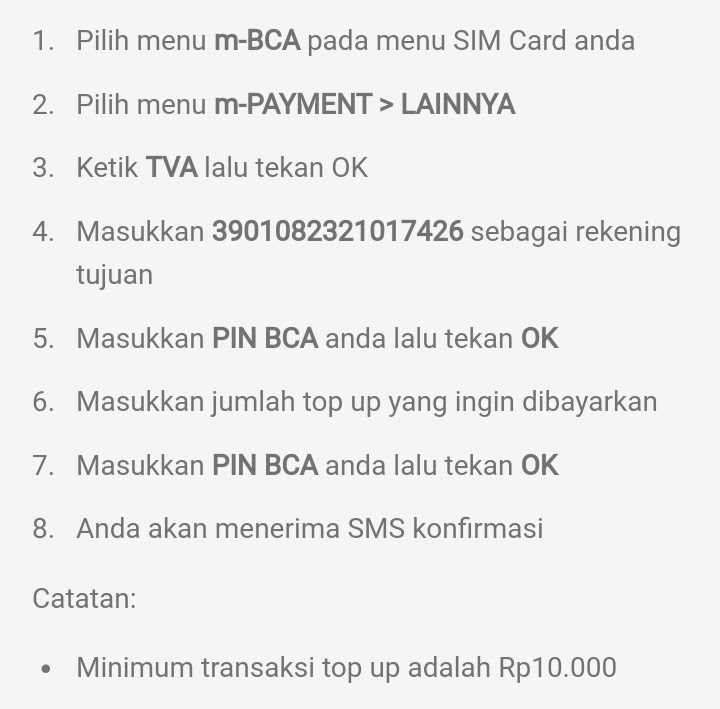 1. Pilih menu m-BCA pada menu SIM Card anda
2. Pilih menu m-PAYMENT > LAINNYA
3. Ketik TVA lalu tekan OK
4. Masukkan 3901082321017426 sebagai rekening
tujuan
5. Masukkan PIN BCA anda lalu tekan OK
6. Masukkan jumlah top up yang ingin dibayarkan
7. Masukkan PIN BCA anda lalu tekan OK
8. Anda akan menerima SMS konfirmasi
Catatan:
• Minimum transaksi top up adalah Rp10.000